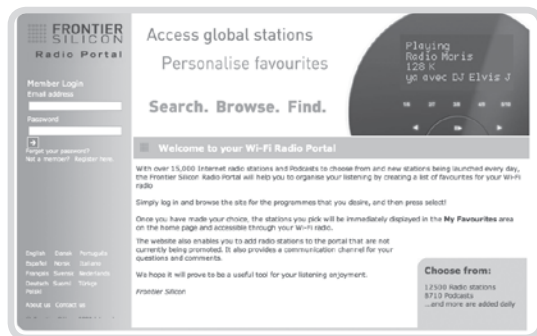 FRONTIER
SILICON
Radio Portal
Member Login
Email address
Password
Forget your password?
Not a member? Register here.
English Dansk Português
Español Norsk Italiano
Français Svensk Nederlands
Deutsch Suomi Türkçe
Polski
About us Contact us
Access global stations
Personalise favourites
Search. Browse. Find.
Playing
Radio Moris
128 K
yo avec DJ Elvis J
Welcome to your Wi-Fi Radio Portal
With over 15,000 Internet radio stations and Podcasts to choose from and new stations being launched every day,
the Frontier Silicon Radio Portal will help you to organise your listening by creating a list of favourites for your Wi-Fi
radio
Simply log in and browse the site for the programmes that you desire, and then press select!
Once you have made your choice, the stations you pick will be immediately displayed in the My Favourites area
on the home page and accessible through your Wi-Fi radio.
The website also enables you to add radio stations to the portal that are not
currently being promoted. It also provides a communication channel for your
questions and comments.
We hope it will prove to be a useful tool for your listening enjoyment.
Frontier Silicon
Choose from:
12500 Radio stations
8710 Podcasts
...and more are added daily